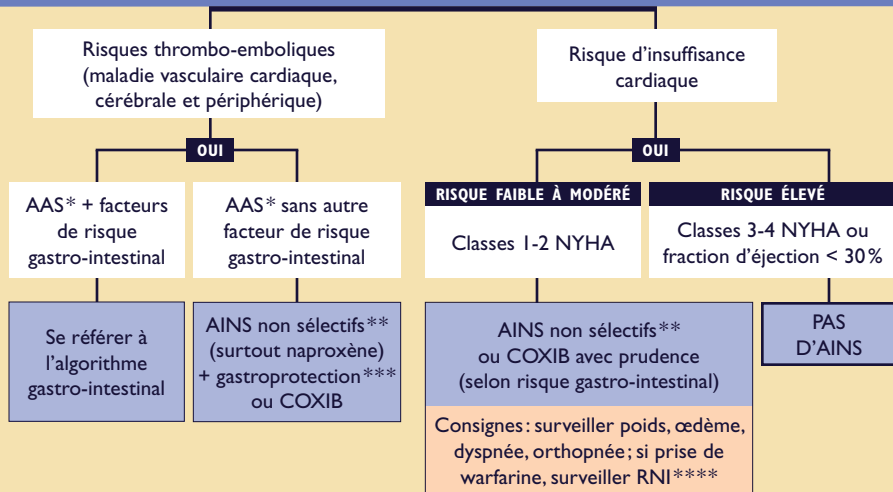 Risques thrombo-emboliques
(maladie vasculaire cardiaque,
cérébrale et périphérique)
OUI
AAS* + facteurs
de risque
gastro-intestinal
Se référer à
l'algorithme
gastro-intestinal
AAS* sans autre
facteur de risque
gastro-intestinal
AINS non sélectifs**
(surtout naproxène)
+ gastroprotection***
ou COXIB
Risque d'insuffisance
cardiaque
OUI
RISQUE FAIBLE À MODÉRÉ
Classes 1-2 NYHA
AINS non sélectifs**
ou COXIB avec prudence
(selon risque gastro-intestinal)
Consignes : surveiller poids, œdème,
dyspnée, orthopnée ; si prise de
warfarine, surveiller RNI****
RISQUE ÉLEVÉ
Classes 3-4 NYHA ou
fraction d'éjection < 30 %
PAS
D'AINS